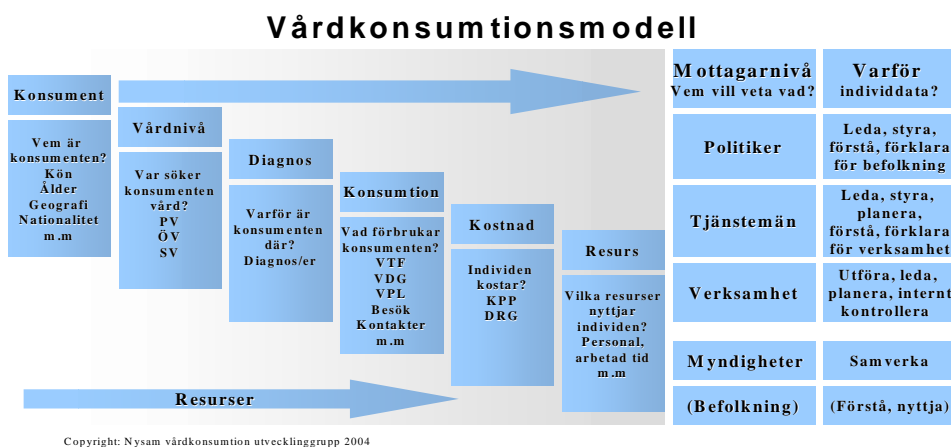 Vårdkonsumtionsmodell
Konsument
Vem är
konsumenten?
Kön
Ålder
Geografi
Nationalitet
m.m
Vårdnivå
Var söker
konsumenten
vård?
PV
ÖV
SV
Diagnos
Varför är
konsumenten
där?
Diagnos/er
Konsumtion
Vad förbrukar
konsumenten?
VTF
VDG
VPL
Besök
Kontakter
m.m
Kostnad
Individen
kostar?
KPP
DRG
Resurs
Vilka resurser
nyttjar
individen?
Personal,
arbetad tid
m.m
Resurser
Mottagarnivå
Vem vill veta vad?
Varför
individdata?
Politiker
Leda, styra,
förstå, förklara
för befolkning
Tjänstemän
Leda, styra,
planera,
förstå, förklara
för verksamhet
Verksamhet
Utföra, leda,
planera, internt
kontrollera
Myndigheter
Samverka
(Befolkning)
(Förstå, nyttja)
Copyright: Nysam vårdkonsumtion utvecklinggrupp 2004